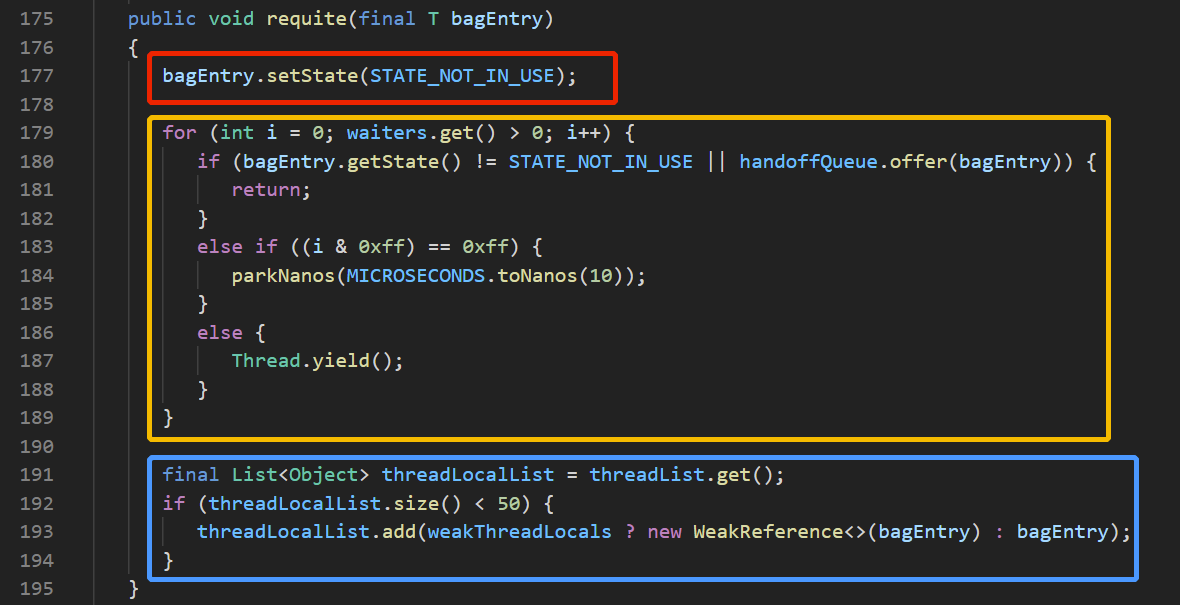 175 public void requite(final T bagEntry)
176 {
177 bagEntry.setState(STATE_NOT_IN_USE);
178
179 for (int i = 0; waiters.get() > 0; i++) {
180 if (bagEntry.getState() != STATE_NOT_IN_USE || handoffQueue.offer(bagEntry)) {
181 return;
182 }
183 else if ((i & 0xff) == 0xff) {
184 parkNanos(MICROSECONDS.toNanos(10));
185 }
186 else {
187 Thread.yield();
188 }
189 }
190
191 final List<Object> threadLocalList = threadList.get();
192 if (threadLocalList.size() < 50) {
193 threadLocalList.add(weakThreadLocals ? new WeakReference<>(bagEntry) : bagEntry);
194 }
195 }